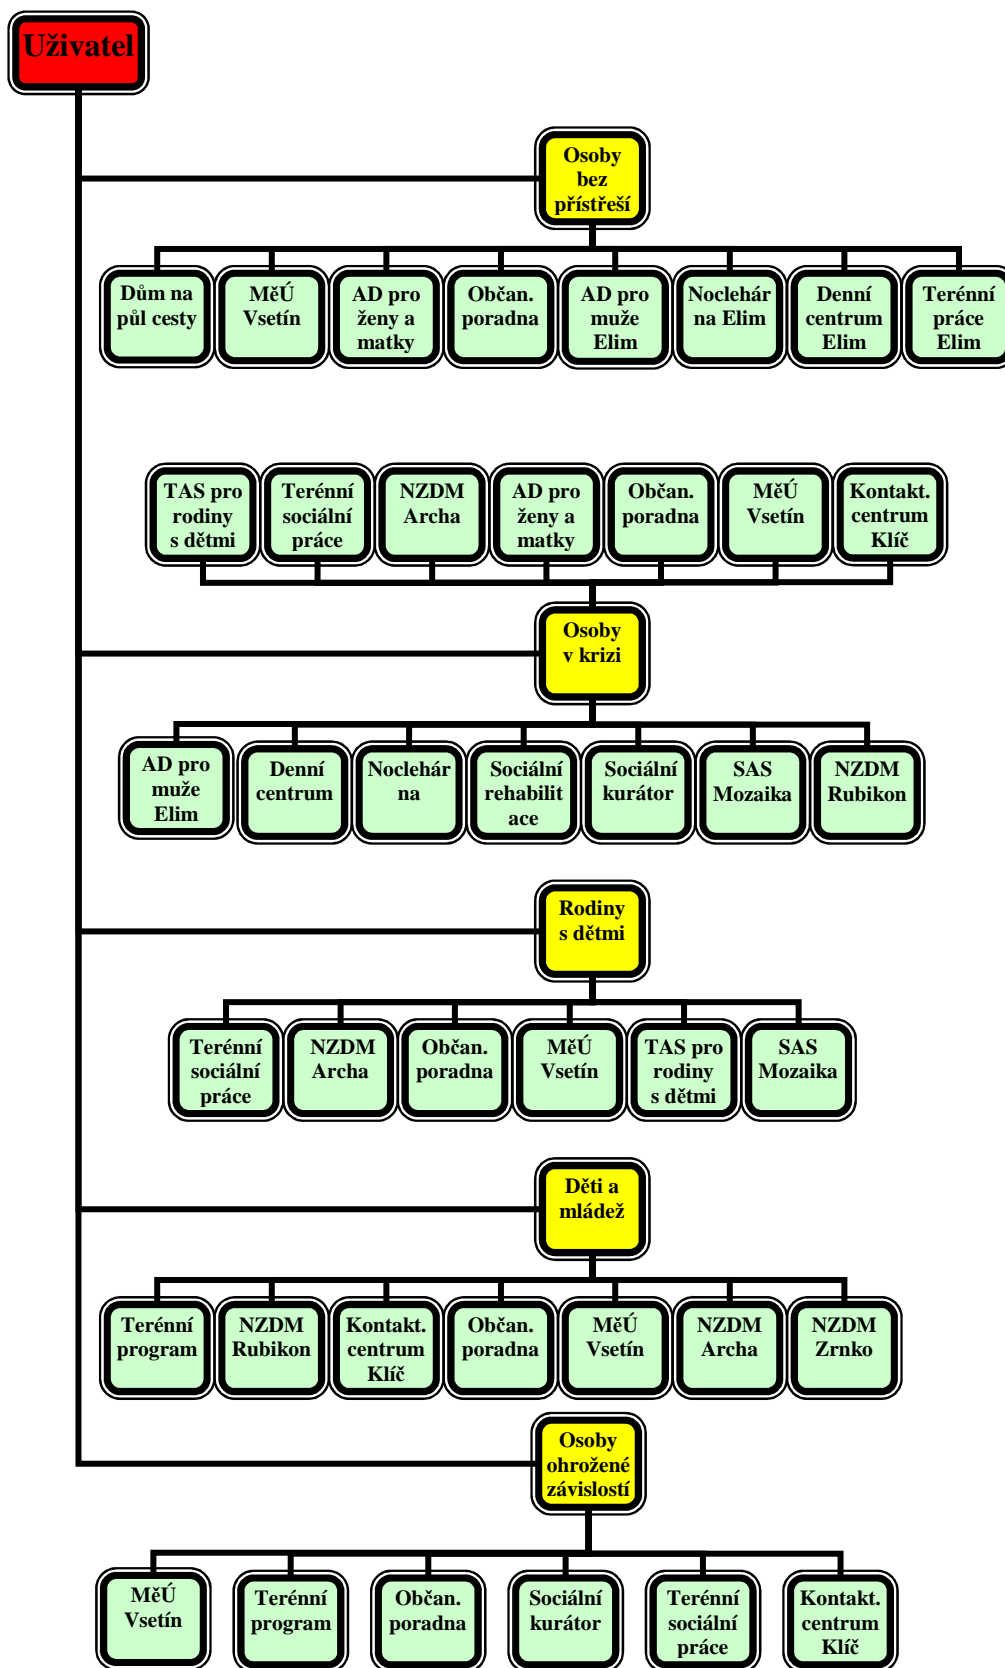 Uživatel
Osoby
bez
přístřeší
Dům na
půl cesty
MěÚ
Vsetín
AD pro
ženy a
matky
Občan.
poradna
AD pro
muže
Elim
Noclehár
na Elim
Denní
centrum
Elim
Terénní
práce
Elim
TAS pro
rodiny
s dětmi
Terénní
sociální
práce
NZDM
Archa
AD pro
ženy a
matky
Občan.
poradna
MěÚ
Vsetín
Kontakt.
centrum
Klíč
Osoby
v krizi
AD pro
muže
Elim
Denní
centrum
Noclehár
na
Sociální
rehabilit
ace
Sociální
kurátor
SAS
Mozaika
NZDM
Rubikon
Rodiny
s dětmi
Terénní
sociální
práce
NZDM
Archa
Občan.
poradna
MěÚ
Vsetín
TAS pro
rodiny
s dětmi
SAS
Mozaika
Děti a
mládež
Terénní
program
NZDM
Rubikon
Kontakt.
centrum
Klíč
Občan.
poradna
MěÚ
Vsetín
NZDM
Archa
NZDM
Zrnko
Osoby
ohrožené
závislostí
MěÚ
Vsetín
Terénní
program
Občan.
poradna
Sociální
kurátor
Terénní
sociální
práce
Kontakt.
centrum
Klíč